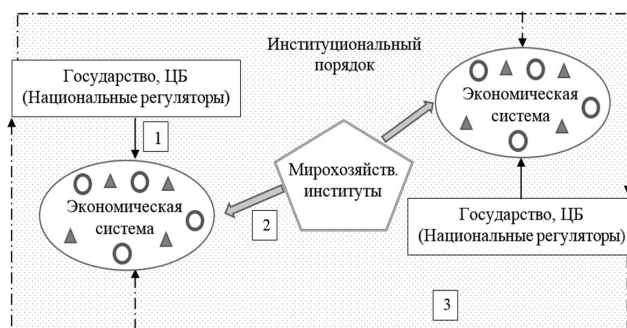 Институциональный
порядок
Государство, ЦБ
(Национальные регуляторы)
Экономическая
система
1
Мирохозяйств.
институты
Экономическая
система
2
Государство, ЦБ
(Национальные регуляторы)
3